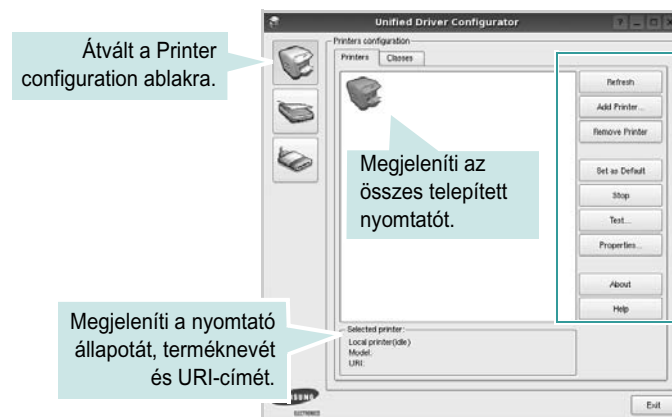 Unified Driver Configurator
Átvált a Printer
configuration ablakra.
Printers configuration
Printers Classes
Refresh
Add Printer...
Remove Printer
Megjeleníti az
összes telepített
nyomtatót.
Set as Default
Stop
Test...
Properties...
About
Help
Megjeleníti a nyomtató
állapotát, terméknevét
és URI-címét.
Selected printer:
Local printer(idle)
Model:
URI:
ELECTRONICS
Exit